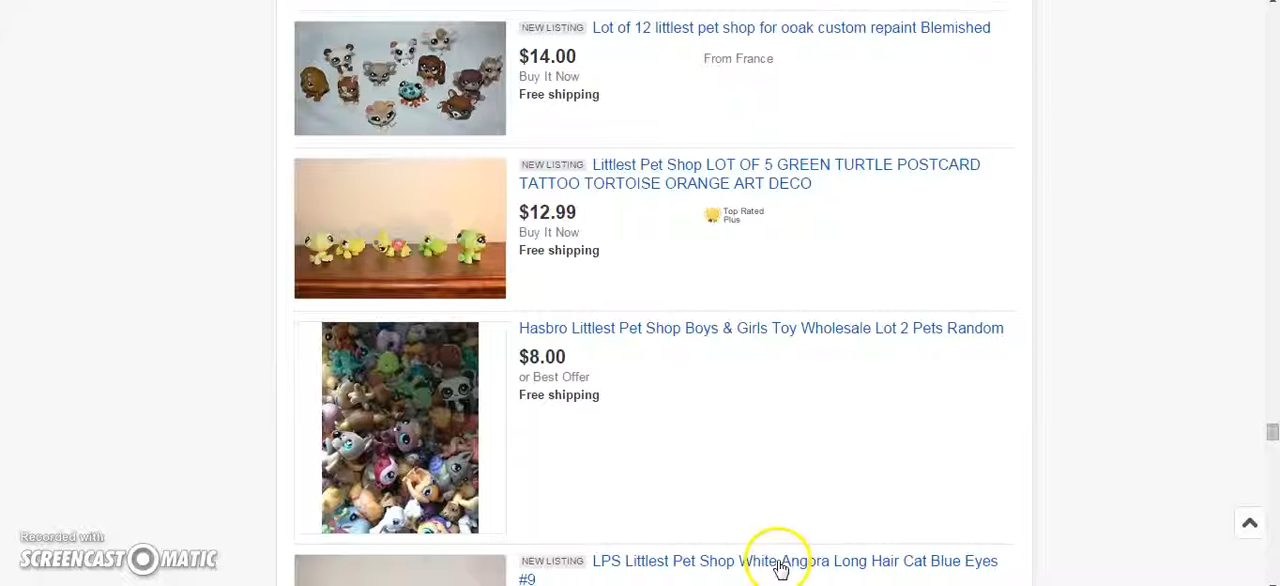 NEW LISTING Lot of 12 littlest pet shop for ooak custom repaint Blemished
$14.00
From France
Buy It Now
Free shipping
NEW LISTING Littlest Pet Shop LOT OF 5 GREEN TURTLE POSTCARD
TATTOO TORTOISE ORANGE ART DECO
$12.99
Top Rated
Plus
Buy It Now
Free shipping
Hasbro Littlest Pet Shop Boys & Girls Toy Wholesale Lot 2 Pets Random
$8.00
or Best Offer
Free shipping
NEW LISTING LPS Littlest Pet Shop White Angora Long Hair Cat Blue Eyes
#9
Recorded with
SCREENCAST MATIC